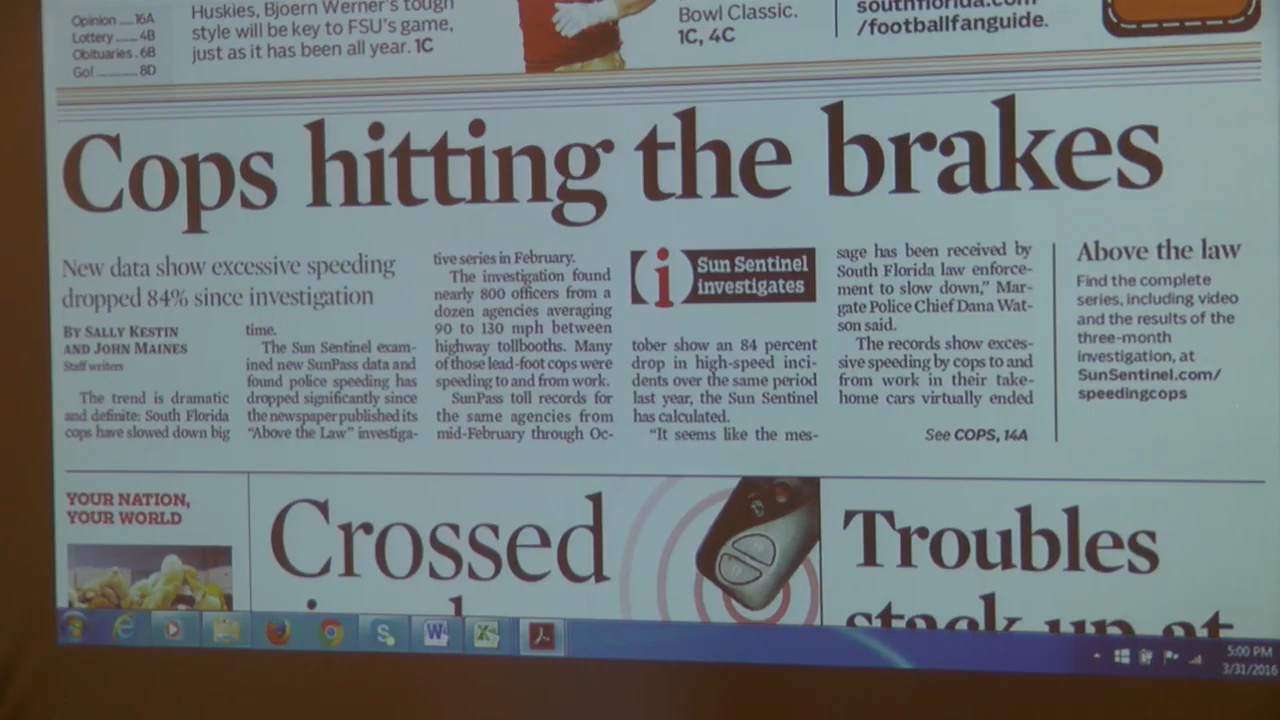 Opinion ....16A
Lottery ......4B
Obituaries .6B
Go! ...........8D
Huskies, Bjoern Werner's tough
style will be key to FSU's game,
just as it has been all year. 1C
Bowl Classic.
1C, 4C
southflorida.com
/footballfanguide.
Cops hitting the brakes
New data show excessive speeding
dropped 84% since investigation
BY SALLY KESTIN
AND JOHN MAINES
Staff writers
The trend is dramatic
and definite: South Florida
cops have slowed down big
time.
The Sun Sentinel exam-
ined new SunPass data and
found police speeding has
dropped significantly since
the newspaper published its
"Above the Law" investiga-
tive series in February.
The investigation found
nearly 800 officers from a
dozen agencies averaging
90 to 130 mph between
highway tollbooths. Many
of those lead-foot cops were
speeding to and from work.
SunPass toll records for
the same agencies from
mid-February through Oc-
i
Sun Sentinel
investigates
tober show an 84 percent
drop in high-speed inci-
dents over the same period
last year, the Sun Sentinel
has calculated.
"It seems like the mes-
sage has been received by
South Florida law enforce-
ment to slow down," Mar-
gate Police Chief Dana Wat-
son said.
The records show exces-
sive speeding by cops to and
from work in their take-
home cars virtually ended
See COPS, 14A
Above the law
Find the complete
series, including video
and the results of the
three-month
investigation, at
SunSentinel.com/
speedingcops
YOUR NATION,
YOUR WORLD
Crossed
Troubles
stack up at
5:00 PM
3/31/2016